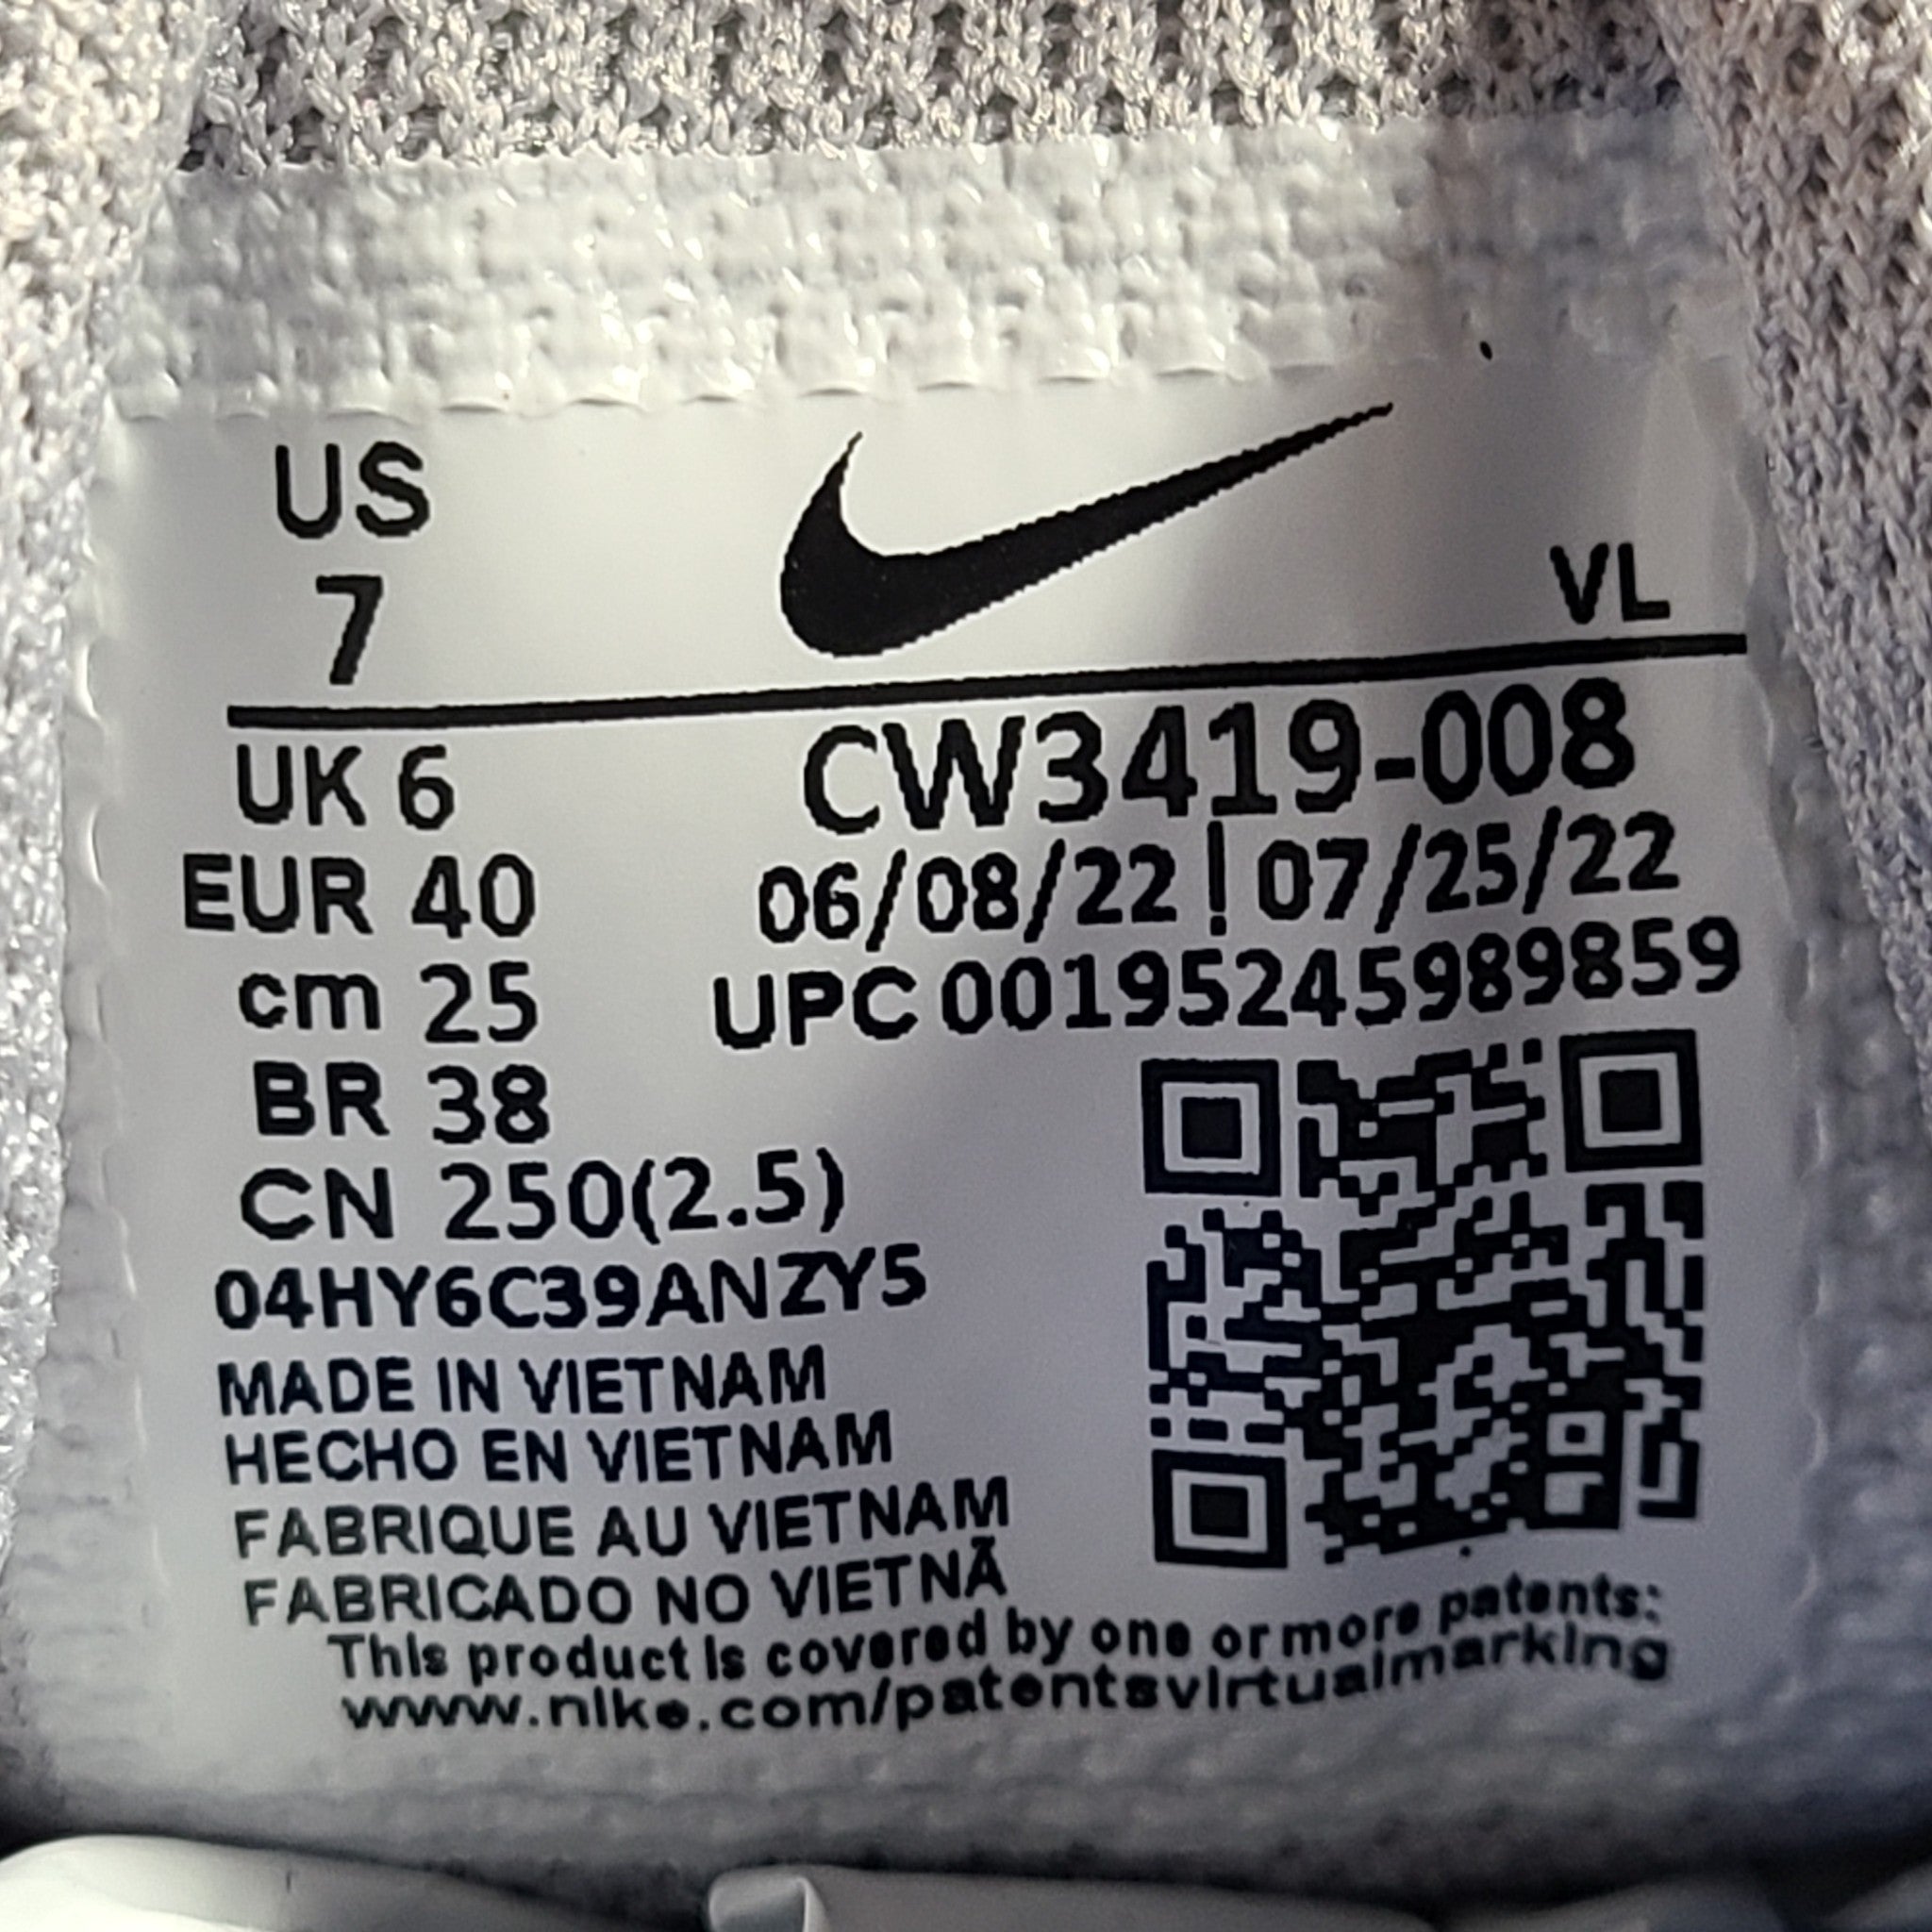 US
7
VL
UK 6
EUR 40
cm 25
BR 38
CN 250(2.5)
CW3419-008
06/08/22 | 07/25/22
UPC 00195245989859
04HY6C39ANZY5
MADE IN VIETNAM
HECHO EN VIETNAM
FABRIQUE AU VIETNAM
FABRICADO NO VIETNÃ
This product is covered by one or more patents:
www.nike.com/patentsvirtualmarking